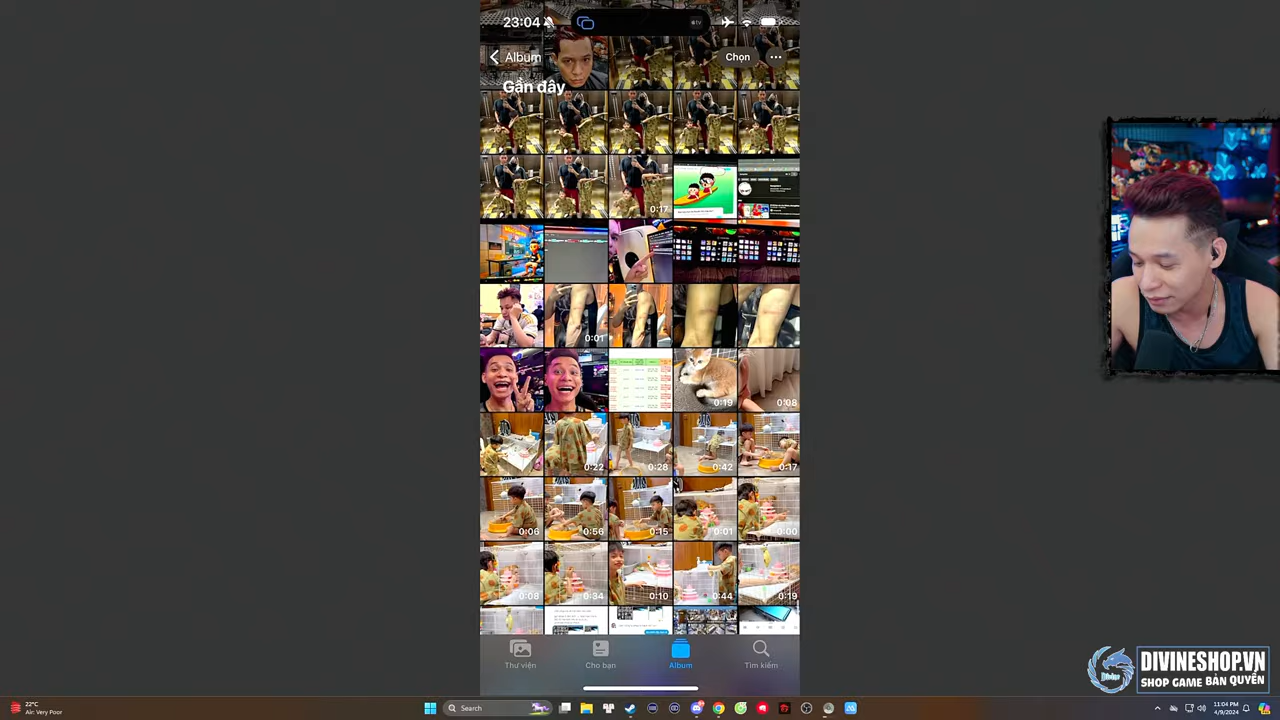 23:04
tv
Album
Chọn
Gần đây
0:17
0:01
0:19
0:08
0:22
0:28
0:42
0:17
0:06
0:56
0:15
0:01
0:00
0:08
0:34
0:10
0:44
0:19
Thư viện
Cho bạn
Album
Tìm kiếm
DIVINESHOP.VN
SHOP GAME BẢN QUYỀN
22°C
Air: Very Poor
Search
11:04 PM
4/9/2024